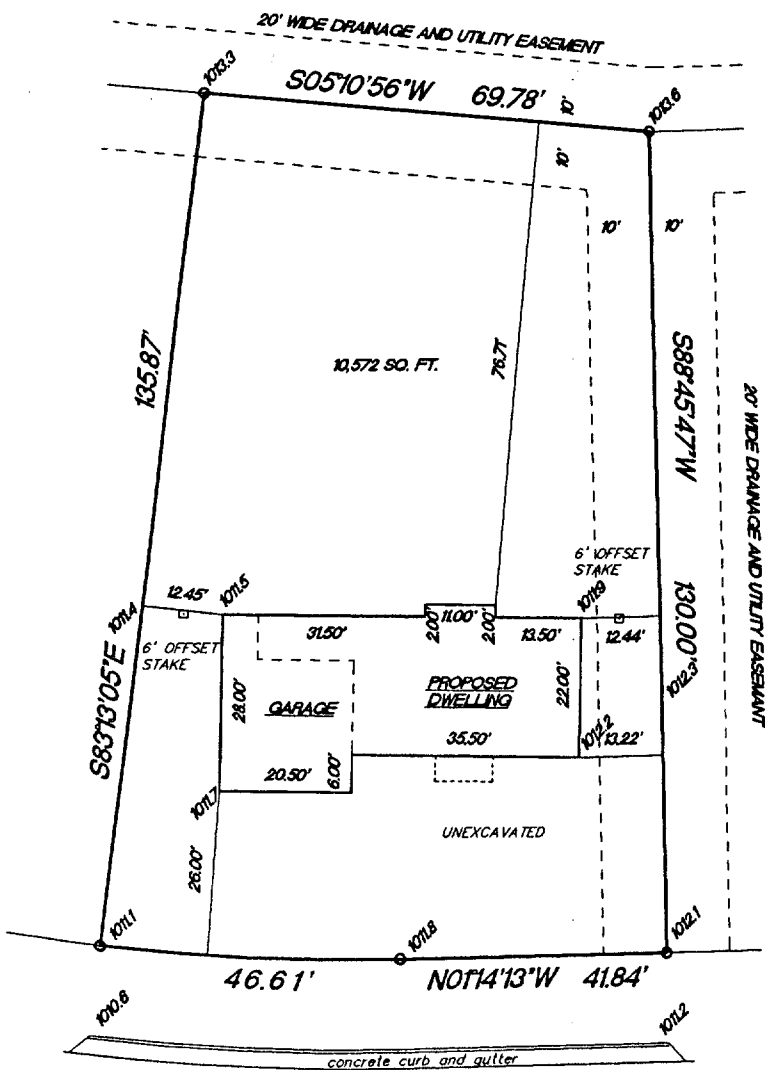 20' WIDE DRAINAGE AND UTILITY EASEMENT
1013.3
S05°10'56"W 69.78'
10'
1013.6
10'
10' 10'
135.87'
10,572 SQ. FT.
76.71'
S88°45'47"W 130.00'
20' WIDE DRAINAGE AND UTILITY EASEMANT
6' OFFSET
STAKE
12.45'
1011.5
1011.9
1011.4
31.50'
2.00'
11.00'
2.00'
13.50'
12.44'
6' OFFSET
STAKE
S83°13'05"E
28.00'
GARAGE
PROPOSED
DWELLING
22.00'
1012.3
35.50'
1012.2
13.22'
20.50'
6.00'
1011.7
UNEXCAVATED
26.00'
1011.1
1011.8
1012.1
46.61' N01°14'13"W 41.84'
1010.6
1011.2
concrete curb and gutter